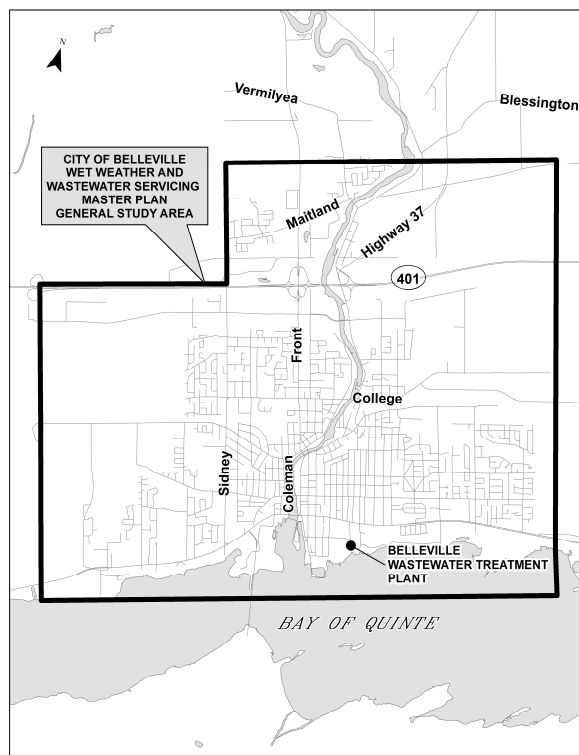 N
Vermilyea
Blessington
CITY OF BELLEVILLE
WET WEATHER AND
WASTEWATER SERVICING
MASTER PLAN
GENERAL STUDY AREA
Maitland
Highway 37
401
Front
College
Sidney
Coleman
BELLEVILLE
WASTEWATER TREATMENT
PLANT
BAY OF QUINTE